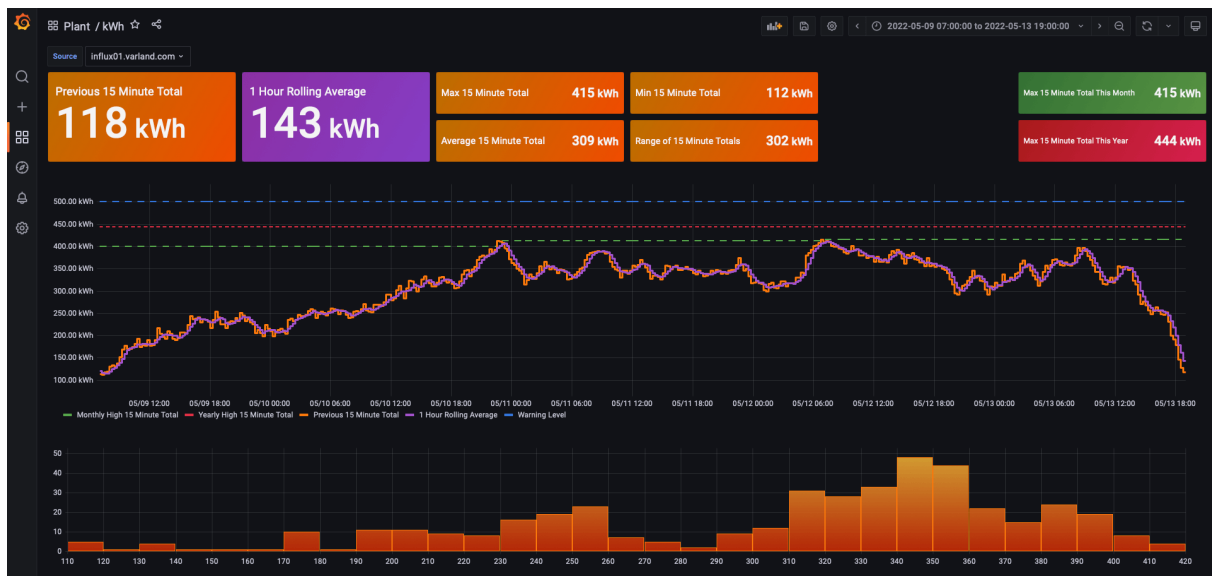 Plant / kWh
2022-05-09 07:00:00 to 2022-05-13 19:00:00
Source influx01.varland.com
Previous 15 Minute Total
118 kWh
1 Hour Rolling Average
143 kWh
Max 15 Minute Total 415 kWh
Min 15 Minute Total 112 kWh
Average 15 Minute Total 309 kWh
Range of 15 Minute Totals 302 kWh
Max 15 Minute Total This Month 415 kWh
Max 15 Minute Total This Year 444 kWh
500.00 kWh
450.00 kWh
400.00 kWh
350.00 kWh
300.00 kWh
250.00 kWh
200.00 kWh
150.00 kWh
100.00 kWh
05/09 12:00 05/09 18:00 05/10 00:00 05/10 06:00 05/10 12:00 05/10 18:00 05/11 00:00 05/11 06:00 05/11 12:00 05/11 18:00 05/12 00:00 05/12 06:00 05/12 12:00 05/12 18:00 05/13 00:00 05/13 06:00 05/13 12:00 05/13 18:00
Monthly High 15 Minute Total Yearly High 15 Minute Total Previous 15 Minute Total 1 Hour Rolling Average Warning Level
50
40
30
20
10
0
110 120 130 140 150 160 170 180 190 200 210 220 230 240 250 260 270 280 290 300 310 320 330 340 350 360 370 380 390 400 410 420